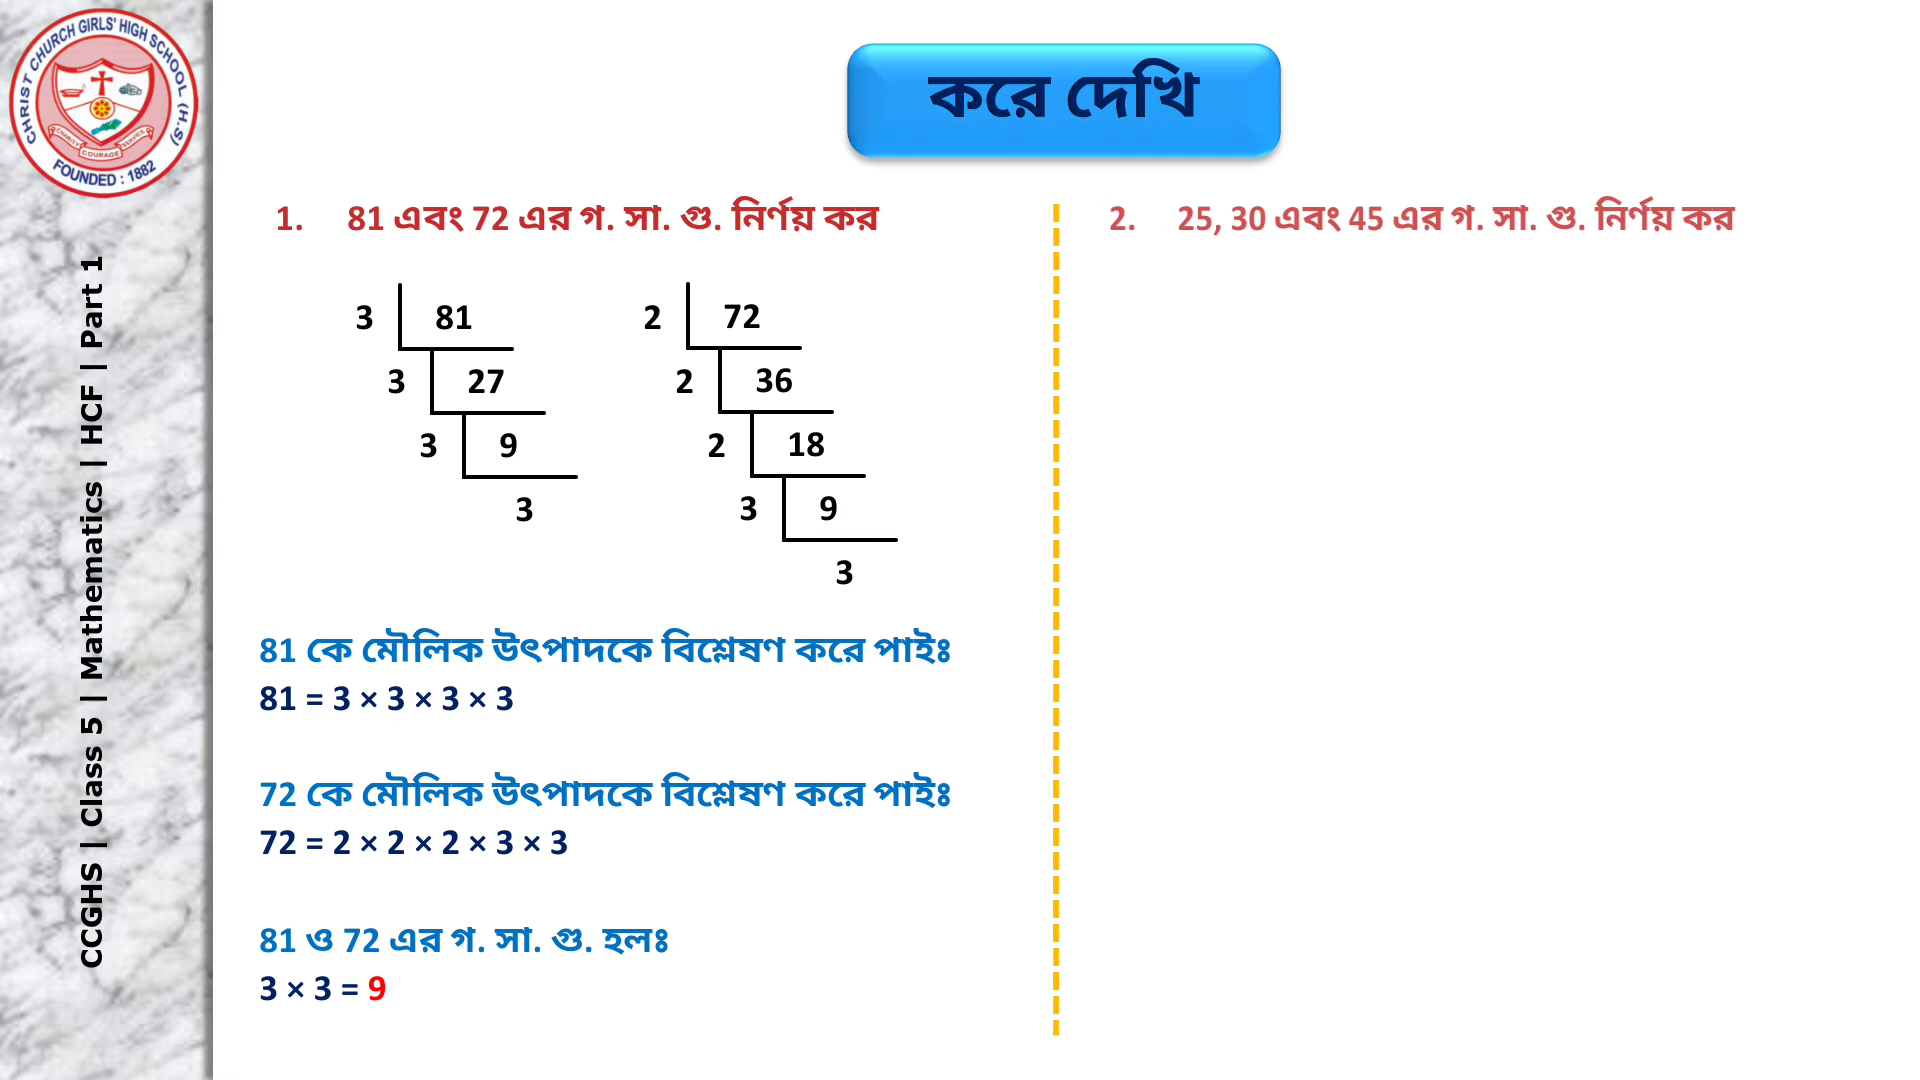 CHRIST CHURCH GIRLS' HIGH SCHOOL (H.S)
CHARITY COURAGE SERVICE
FOUNDED : 1882
CCGHS | Class 5 | Mathematics | HCF | Part 1
করে দেখি
1. 81 এবং 72 এর গ. সা. গু. নির্ণয় কর
3 81
3 27
3 9
3
2 72
2 36
2 18
3 9
3
81 কে মৌলিক উৎপাদকে বিশ্লেষণ করে পাইঃ
81 = 3 × 3 × 3 × 3
72 কে মৌলিক উৎপাদকে বিশ্লেষণ করে পাইঃ
72 = 2 × 2 × 2 × 3 × 3
81 ও 72 এর গ. সা. গু. হলঃ
3 × 3 = 9
2. 25, 30 এবং 45 এর গ. সা. গু. নির্ণয় কর